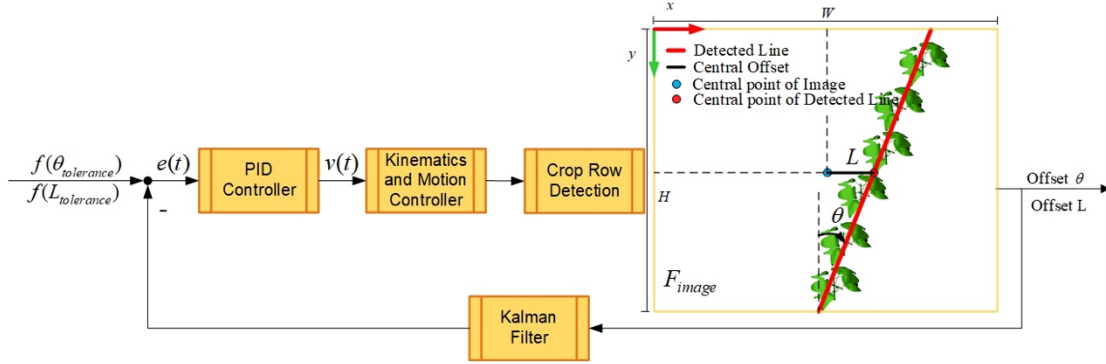 x
W
y
Detected Line
Central Offset
Central point of Image
Central point of Detected Line
f(θtolerance)
f(Ltolerance)
e(t)
-
PID
Controller
v(t)
Kinematics
and Motion
Controller
Crop Row
Detection
L
H
θ
Fimage
Offset θ
Offset L
Kalman
Filter